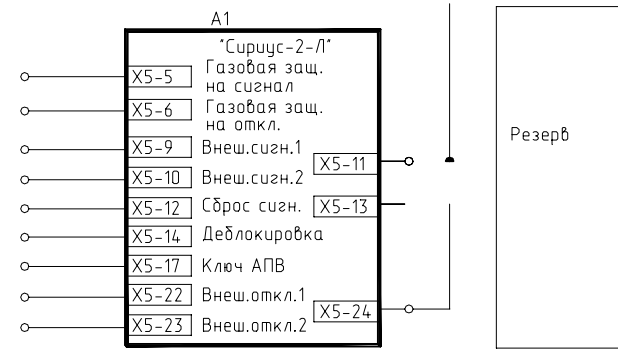 A1
"Сириус-2-Л"
X5-5 Газовая защ.
на сигнал
X5-6 Газовая защ.
на откл.
X5-9 Внеш.сигн.1
X5-11
X5-10 Внеш.сигн.2
X5-12 Сброс сигн.
X5-13
X5-14 Деблокировка
X5-17 Ключ АПВ
X5-22 Внеш.откл.1
X5-24
X5-23 Внеш.откл.2
Резерв